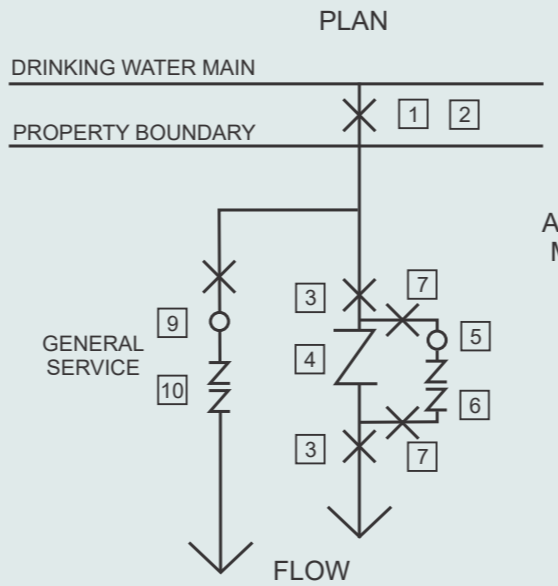 PLAN
DRINKING WATER MAIN
1 2
PROPERTY BOUNDARY
A
M
3 7
9 5
GENERAL
SERVICE
4
10 6
3 7
FLOW